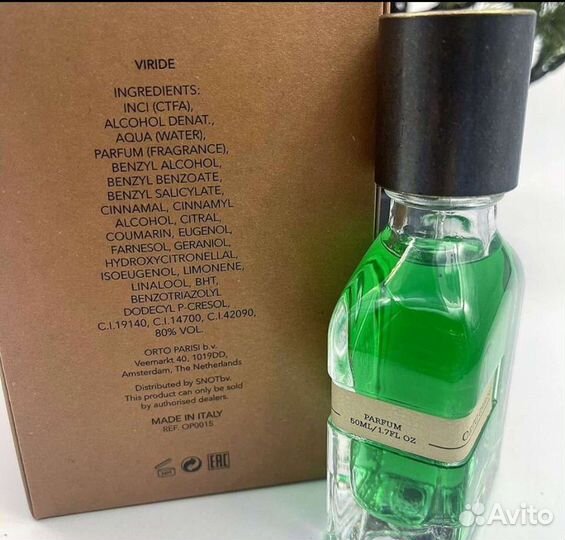 VIRIDE
INGREDIENTS:
INCI (CTFA),
ALCOHOL DENAT.,
AQUA (WATER),
PARFUM (FRAGRANCE),
BENZYL ALCOHOL,
BENZYL BENZOATE,
BENZYL SALICYLATE,
CINNAMAL, CINNAMYL
ALCOHOL, CITRAL,
COUMARIN, EUGENOL
FARNESOL, GERANIOL
HYDROXYCITRONELLAL,
ISOEUGENOL, LIMONENE,
LINALOOL, BHT,
BENZOTRIAZOLYL
DODECYL P-CRESOL,
C.I.19140, C.I.14700, C.I.42090,
80% VOL.
ORTO PARISI b.v.
Veemarkt 40, 1019DD,
Amsterdam, The Netherlands
Distributed by SNOTbv.
This product can only be sold
by authorised dealers.
MADE IN ITALY
REF. OP0015
EAC
PARFUM
50ML/1.7FL OZ
Avito